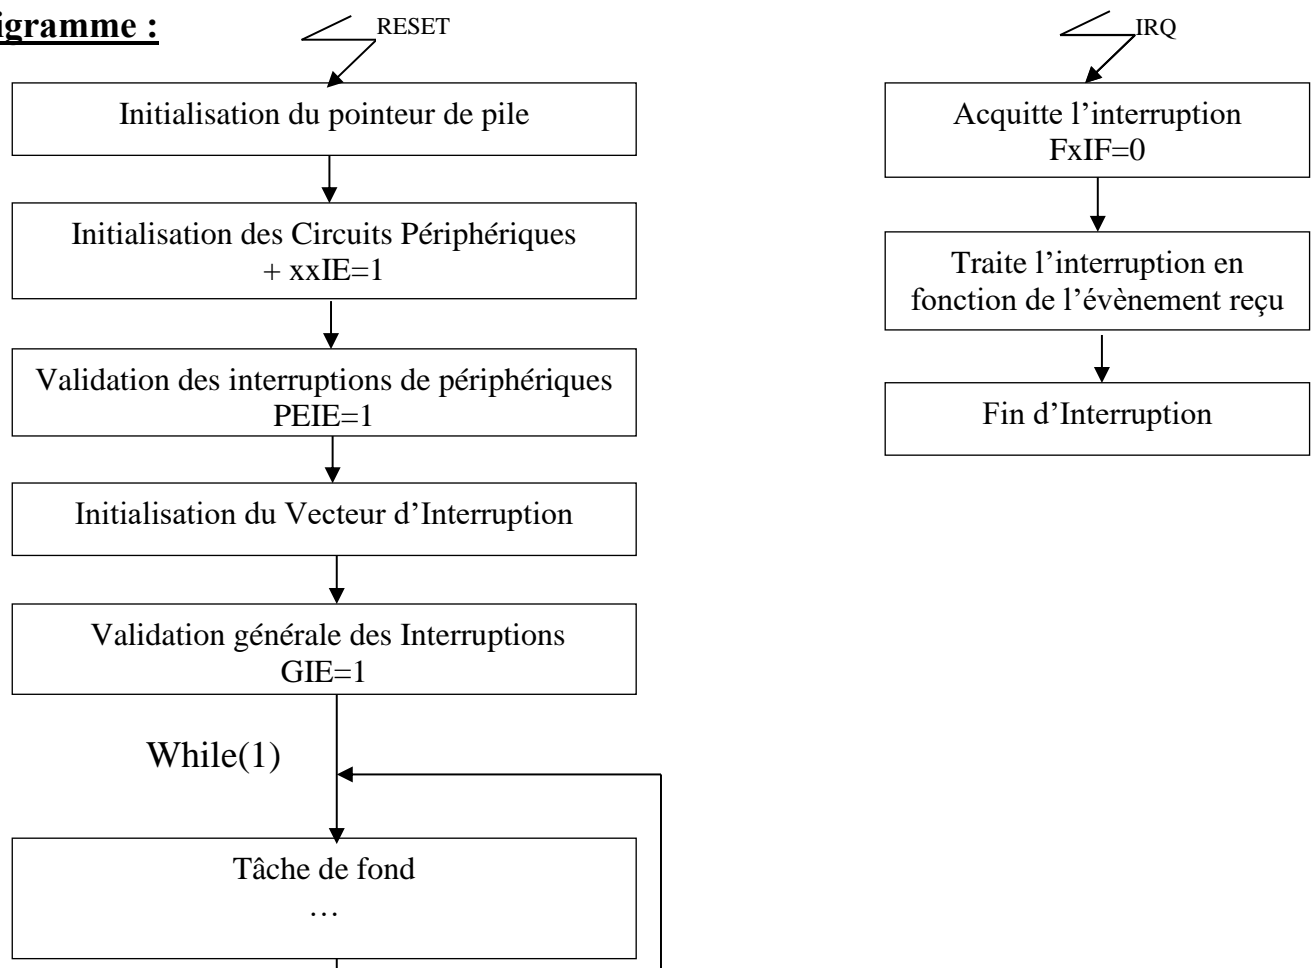 igramme :
RESET
Initialisation du pointeur de pile
Initialisation des Circuits Périphériques
+ xxIE=1
Validation des interruptions de périphériques
PEIE=1
Initialisation du Vecteur d’Interruption
Validation générale des Interruptions
GIE=1
While(1)
Tâche de fond
…
IRQ
Acquitte l’interruption
FxIF=0
Traite l’interruption en
fonction de l’évènement reçu
Fin d’Interruption